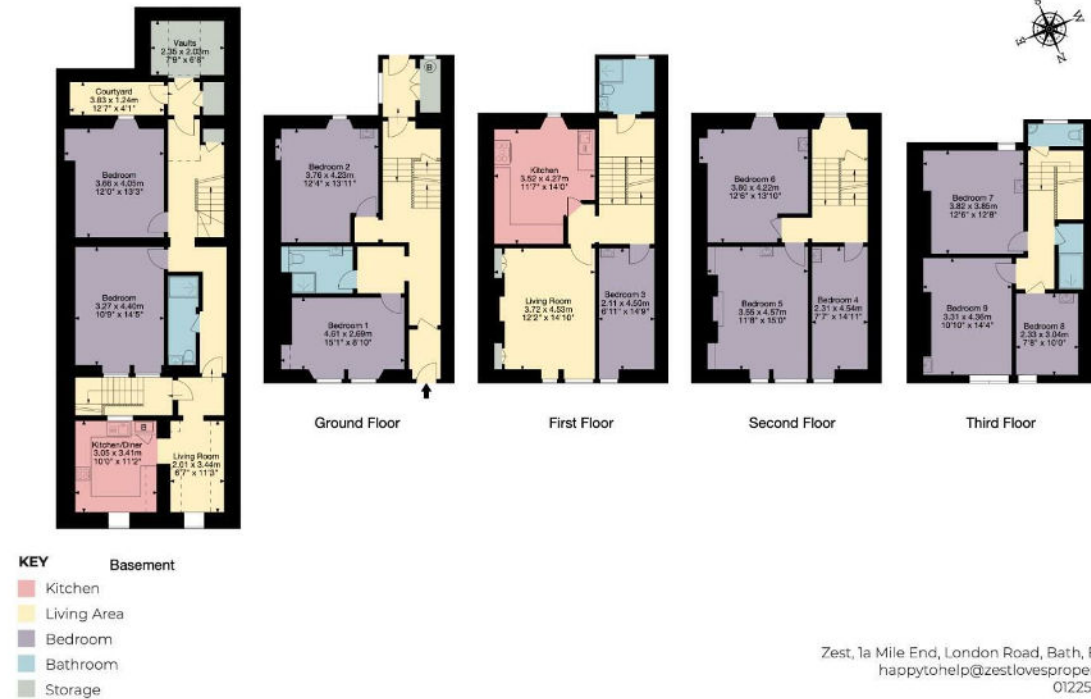 Vaults
2.35 x 2.03m
7'8" x 6'8"
Courtyard
3.83 x 1.24m
12'7" x 4'1"
Bedroom
3.66 x 4.05m
12'0" x 13'3"
Bedroom
3.27 x 4.40m
10'9" x 14'5"
Kitchen/Diner
3.05 x 3.41m
10'0" x 11'2"
B
Living Room
2.01 x 3.44m
6'7" x 11'3"
Basement
B
Bedroom 2
3.76 x 4.23m
12'4" x 13'11"
Bedroom 1
4.61 x 2.69m
15'1" x 8'10"
Ground Floor
Kitchen
3.52 x 4.27m
11'7" x 14'0"
Living Room
3.72 x 4.53m
12'2" x 14'10"
Bedroom 3
2.11 x 4.50m
6'11" x 14'9"
First Floor
Bedroom 6
3.80 x 4.22m
12'6" x 13'10"
Bedroom 5
3.55 x 4.57m
11'8" x 15'0"
Bedroom 4
2.31 x 4.54m
7'7" x 14'11"
Second Floor
Bedroom 7
3.82 x 3.85m
12'6" x 12'8"
Bedroom 9
3.31 x 4.36m
10'10" x 14'4"
Bedroom 8
2.33 x 3.04m
7'8" x 10'0"
Third Floor
N
E
KEY
Kitchen
Living Area
Bedroom
Bathroom
Storage
Zest, 1a Mile End, London Road, Bath,
happytohelp@zestlovesprope
01225